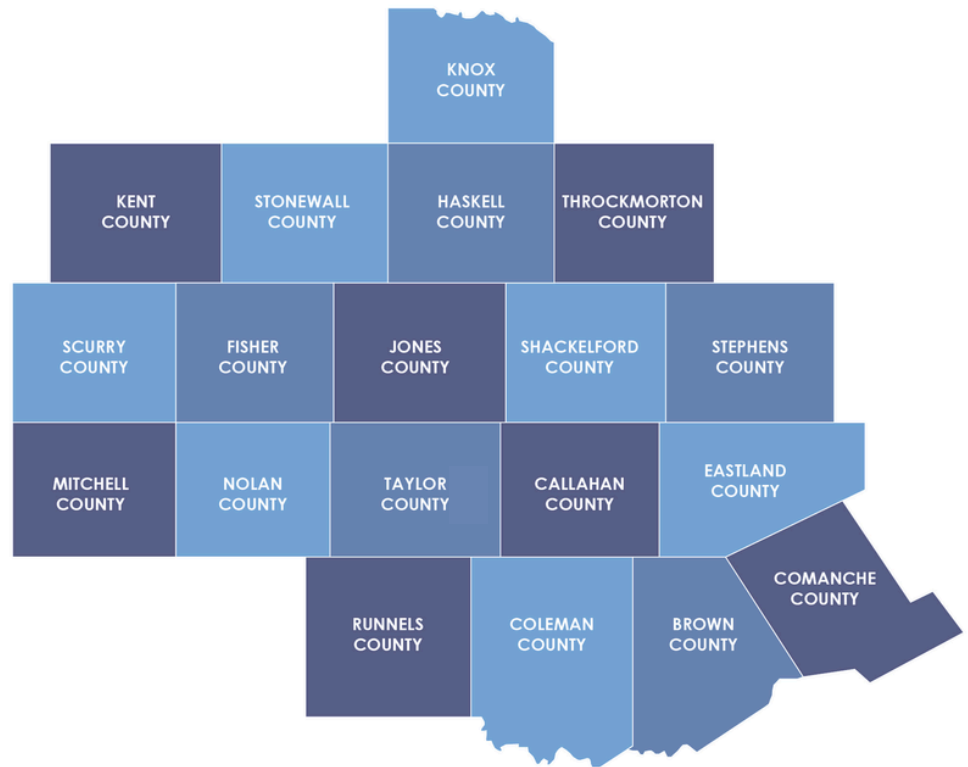 KNOX
COUNTY
KENT
COUNTY
STONEWALL
COUNTY
HASKELL
COUNTY
THROCKMORTON
COUNTY
SCURRY
COUNTY
FISHER
COUNTY
JONES
COUNTY
SHACKELFORD
COUNTY
STEPHENS
COUNTY
MITCHELL
COUNTY
NOLAN
COUNTY
TAYLOR
COUNTY
CALLAHAN
COUNTY
EASTLAND
COUNTY
COMANCHE
COUNTY
RUNNELS
COUNTY
COLEMAN
COUNTY
BROWN
COUNTY